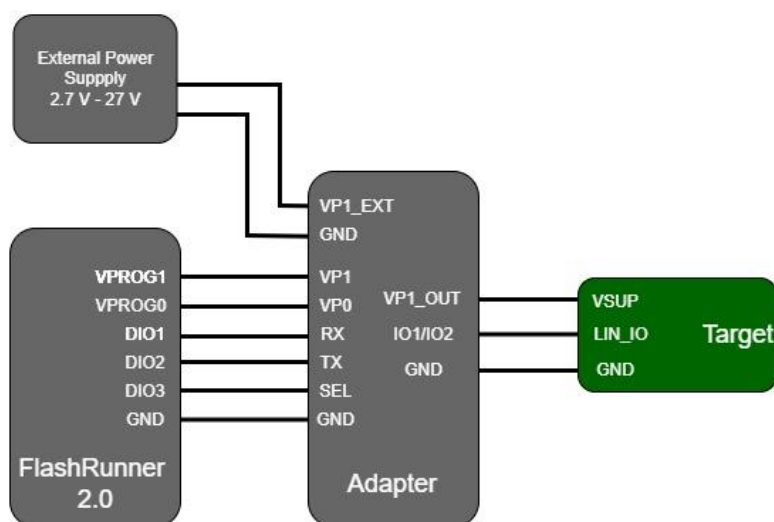 External Power
Suppply
2.7 V - 27 V
VP1_EXT
GND
VPROG1
VPROG0
DIO1
DIO2
DIO3
GND
FlashRunner
2.0
VP1
VP0
RX
TX
SEL
GND
VP1_OUT
IO1/IO2
GND
Adapter
VSUP
LIN_IO
GND
Target